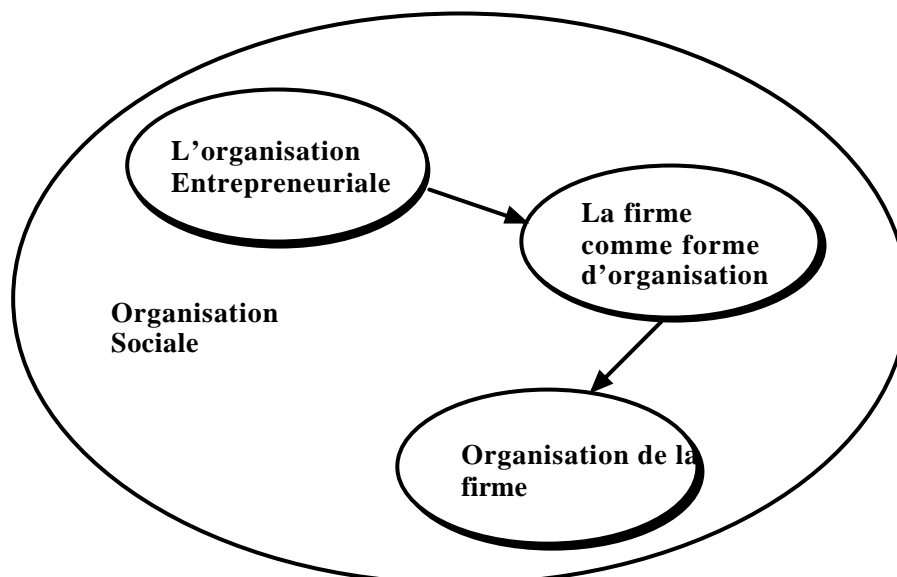 L'organisation
Entrepreneuriale
La firme
comme forme
d'organisation
Organisation
Sociale
Organisation de la
firme